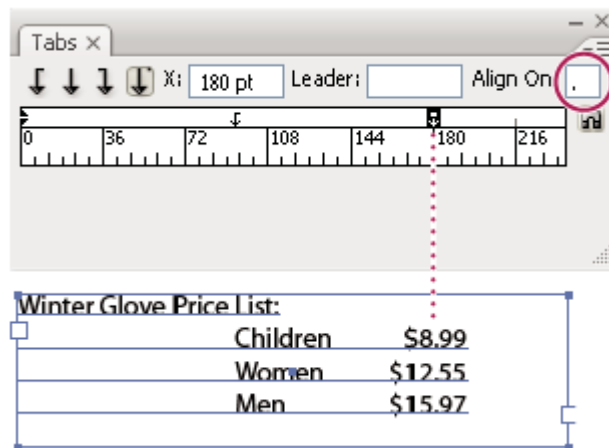 Tabs ×
X: 180 pt Leader: Align On .
0 36 72 108 144 180 216
Winter Glove Price List:
Children $8.99
Women $12.55
Men $15.97